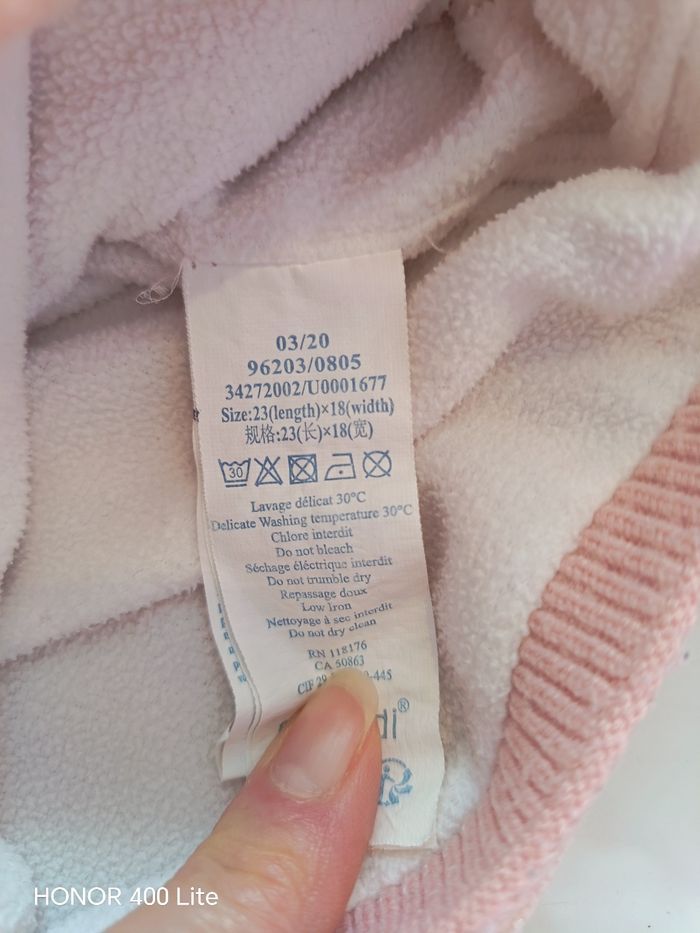 03/20
96203/0805
34272002/U0001677
Size:23(length)×18(width)
规格:23(长)×18(宽)
30
Lavage délicat 30°C
Delicate Washing temperature 30°C
Chlore interdit
Do not bleach
Séchage éléctrique interdit
Do not trumble dry
Repassage doux
Low Iron
Nettoyage à sec interdit
Do not dry clean
RN 118176
CA 50863
CIF
HONOR 400 Lite